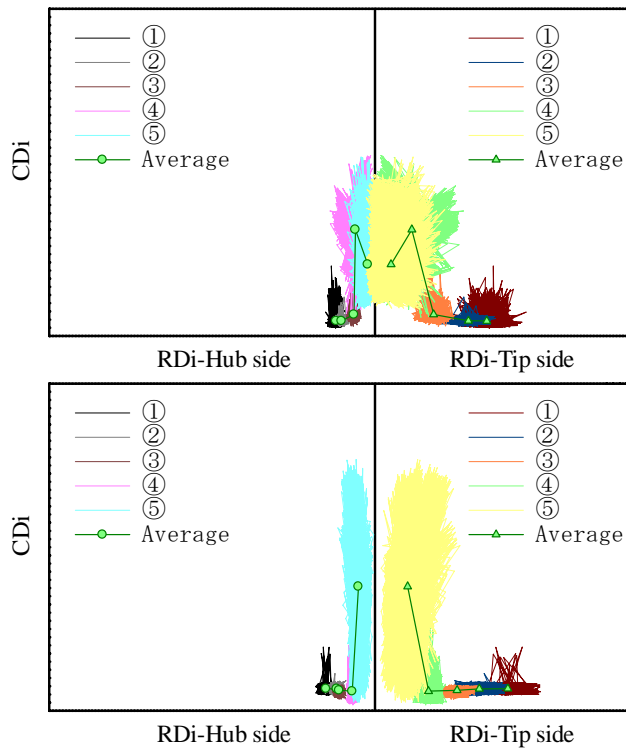 CDi
①
②
③
④
⑤
Average
①
②
③
④
⑤
Average
RDi-Hub side
RDi-Tip side
CDi
①
②
③
④
⑤
Average
①
②
③
④
⑤
Average
RDi-Hub side
RDi-Tip side